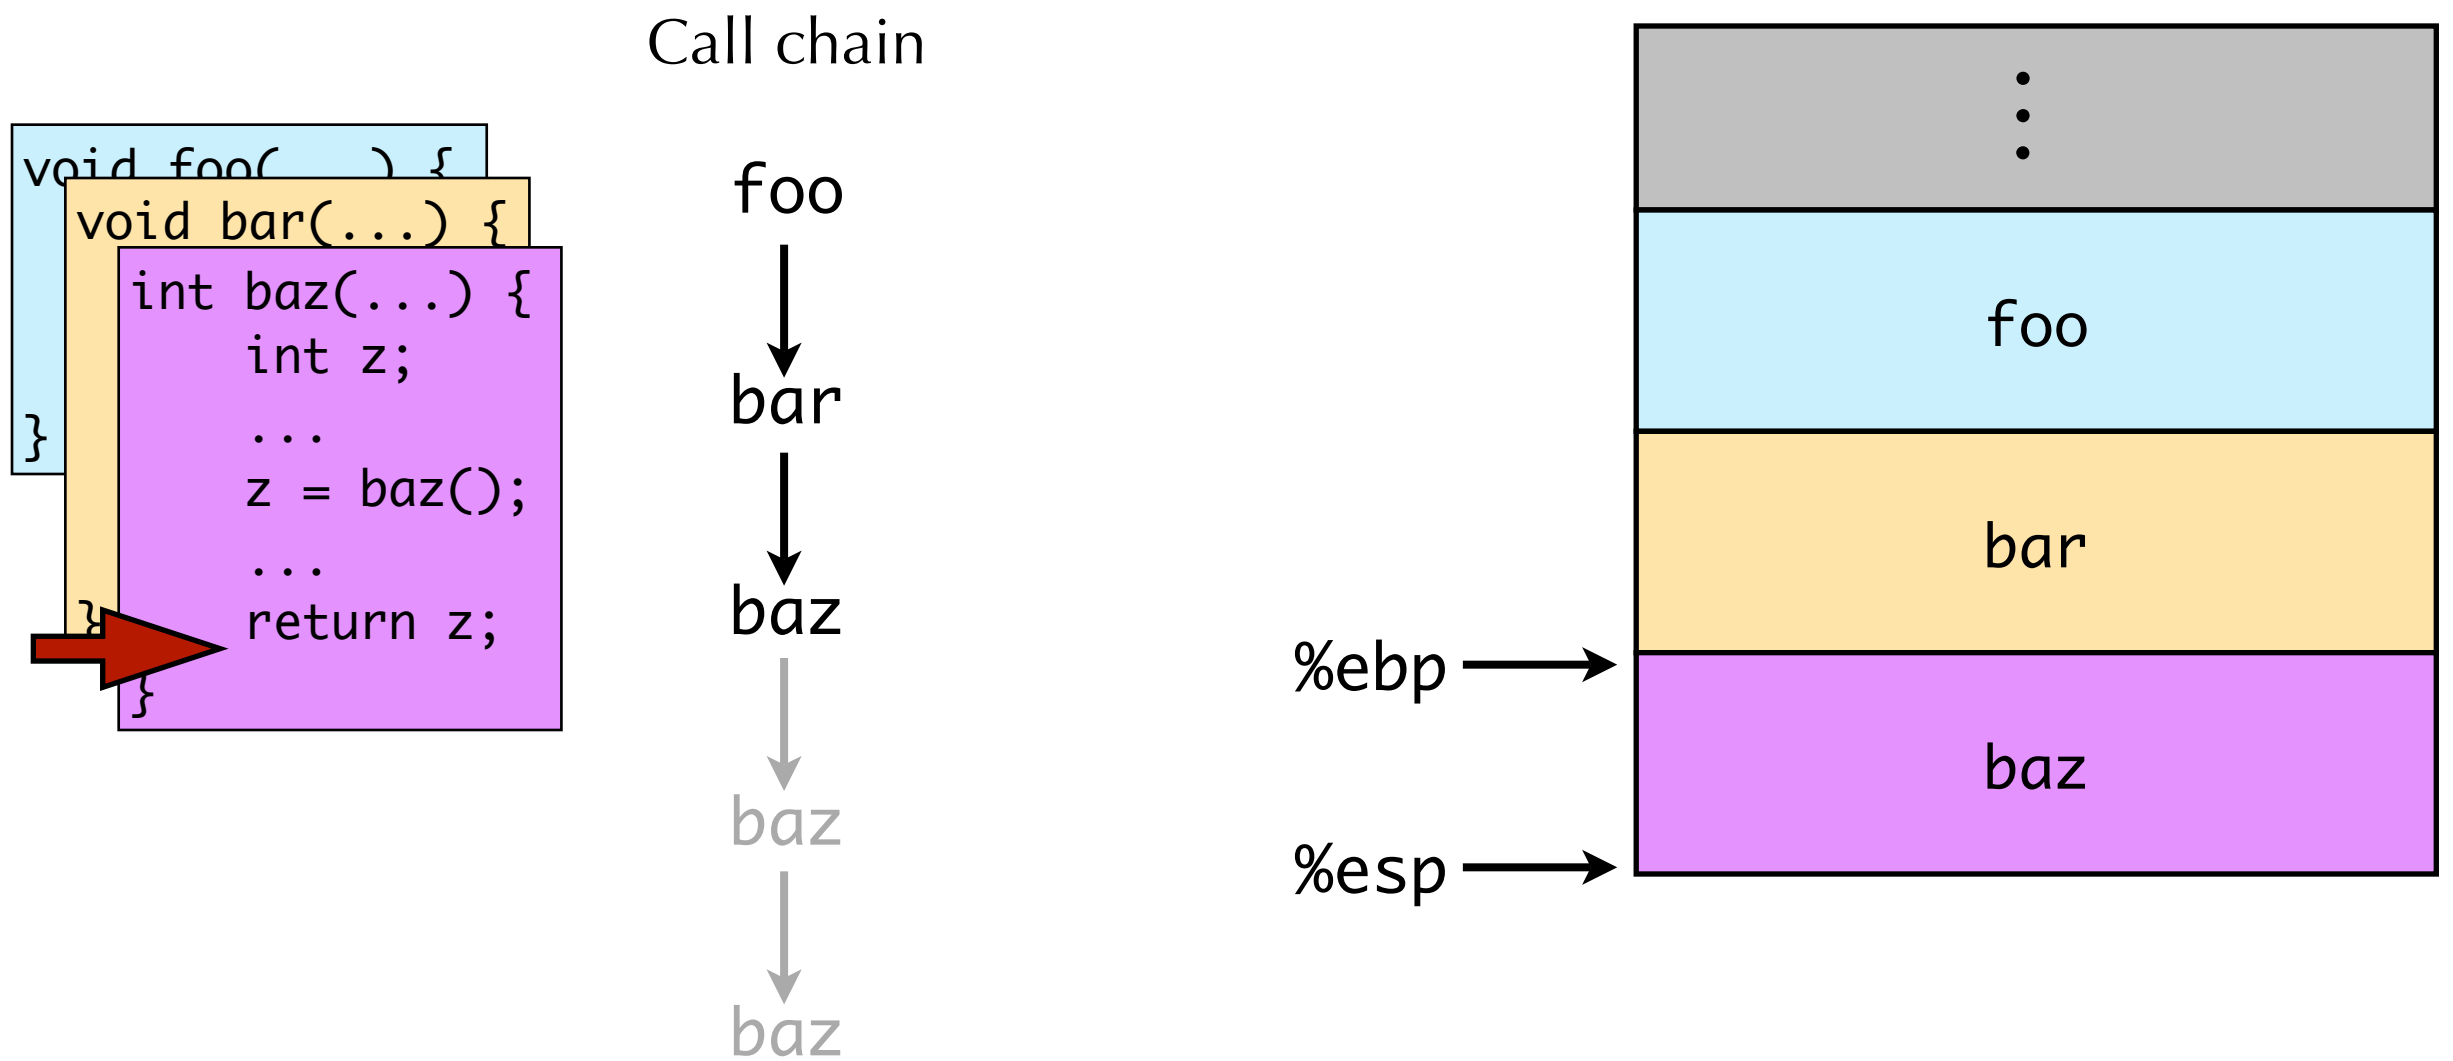 Call chain
void foo(...) {
}
void bar(...) {
}
int baz(...) {
int z;
...
z = baz();
...
return z;
}
foo
bar
baz
baz
baz
%ebp
%esp
foo
bar
baz